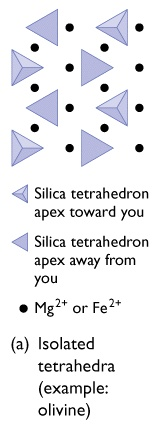 Silica tetrahedron
apex toward you
Silica tetrahedron
apex away from
you
Mg²⁺ or Fe²⁺
(a) Isolated
tetrahedra
(example:
olivine)